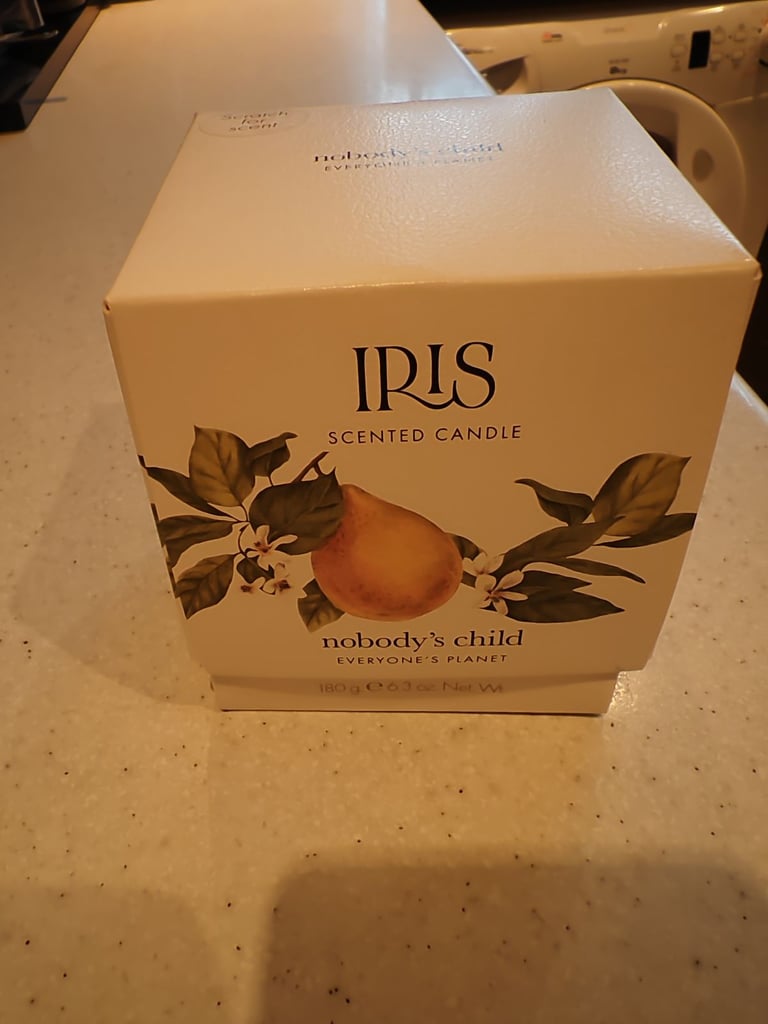 Scratch
for
scent
nobody's child
EVERYONE'S PLANET
IRIS
SCENTED CANDLE
nobody's child
EVERYONE'S PLANET
180 g ℮ 6.3 oz Net Wt